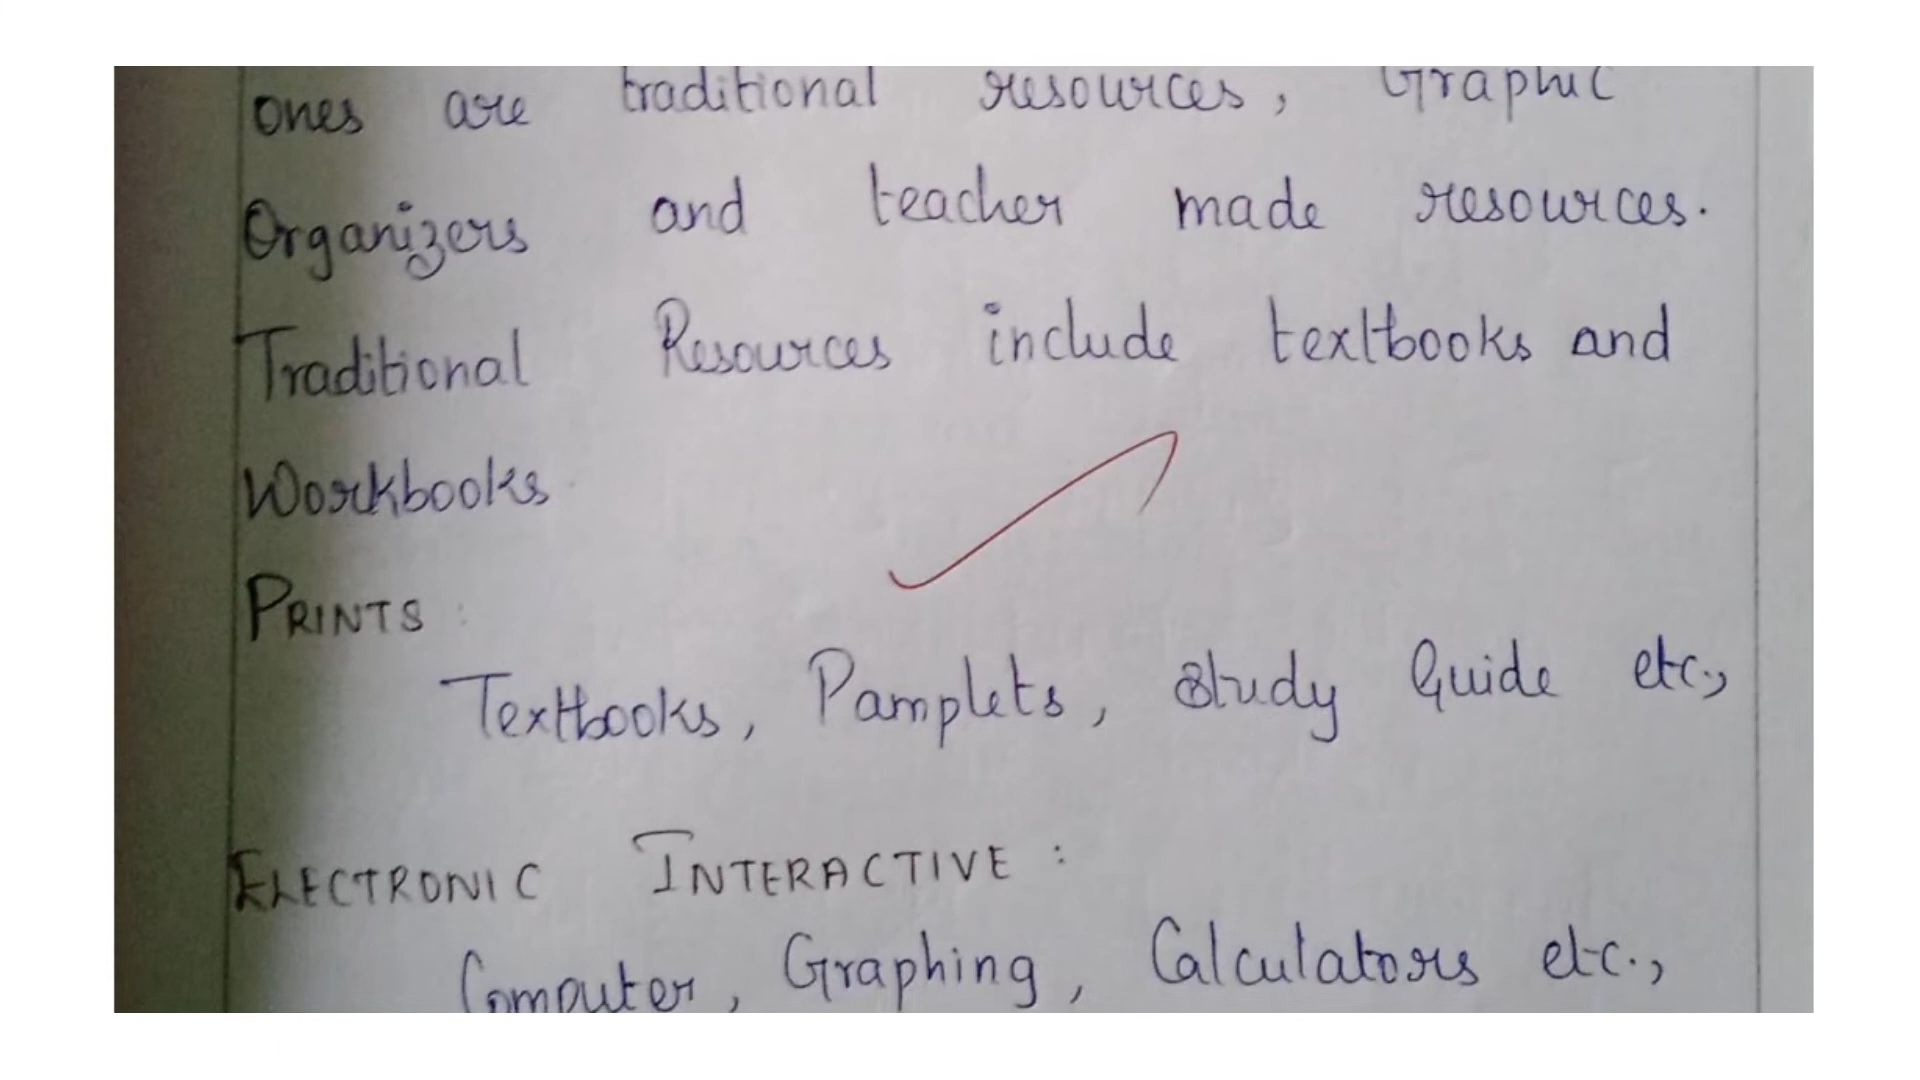 ones are traditional resources, Graphic
Organizers and teacher made resources.
Traditional Resources include textbooks and
Workbooks
PRINTS :
Textbooks, Pamplets, Study Guide etc.,
ELECTRONIC INTERACTIVE :
Computer, Graphing, Calculators etc.,